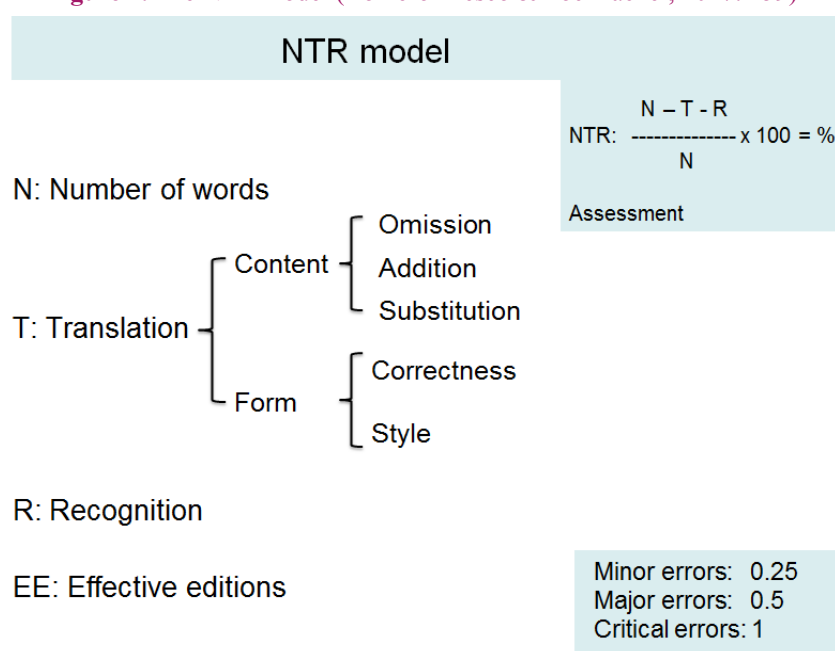 NTR model
N – T - R
NTR: -------------- x 100 = %
N
Assessment
N: Number of words
Omission
Content
Addition
Substitution
T: Translation
Correctness
Form
Style
R: Recognition
EE: Effective editions
Minor errors: 0.25
Major errors: 0.5
Critical errors: 1